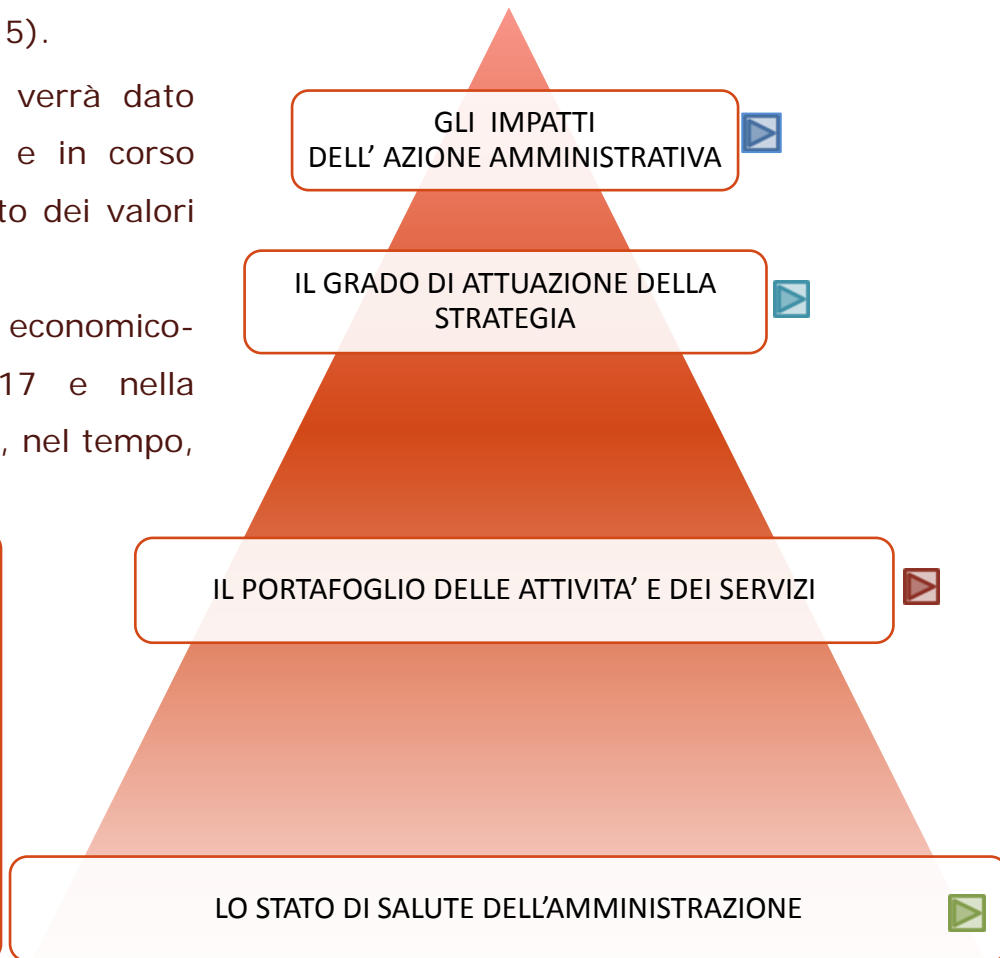 5).
verrà dato
e in corso
to dei valori
economico-
17 e nella
, nel tempo,
GLI IMPATTI
DELL’ AZIONE AMMINISTRATIVA
IL GRADO DI ATTUAZIONE DELLA
STRATEGIA
IL PORTAFOGLIO DELLE ATTIVITA’ E DEI SERVIZI
LO STATO DI SALUTE DELL’AMMINISTRAZIONE